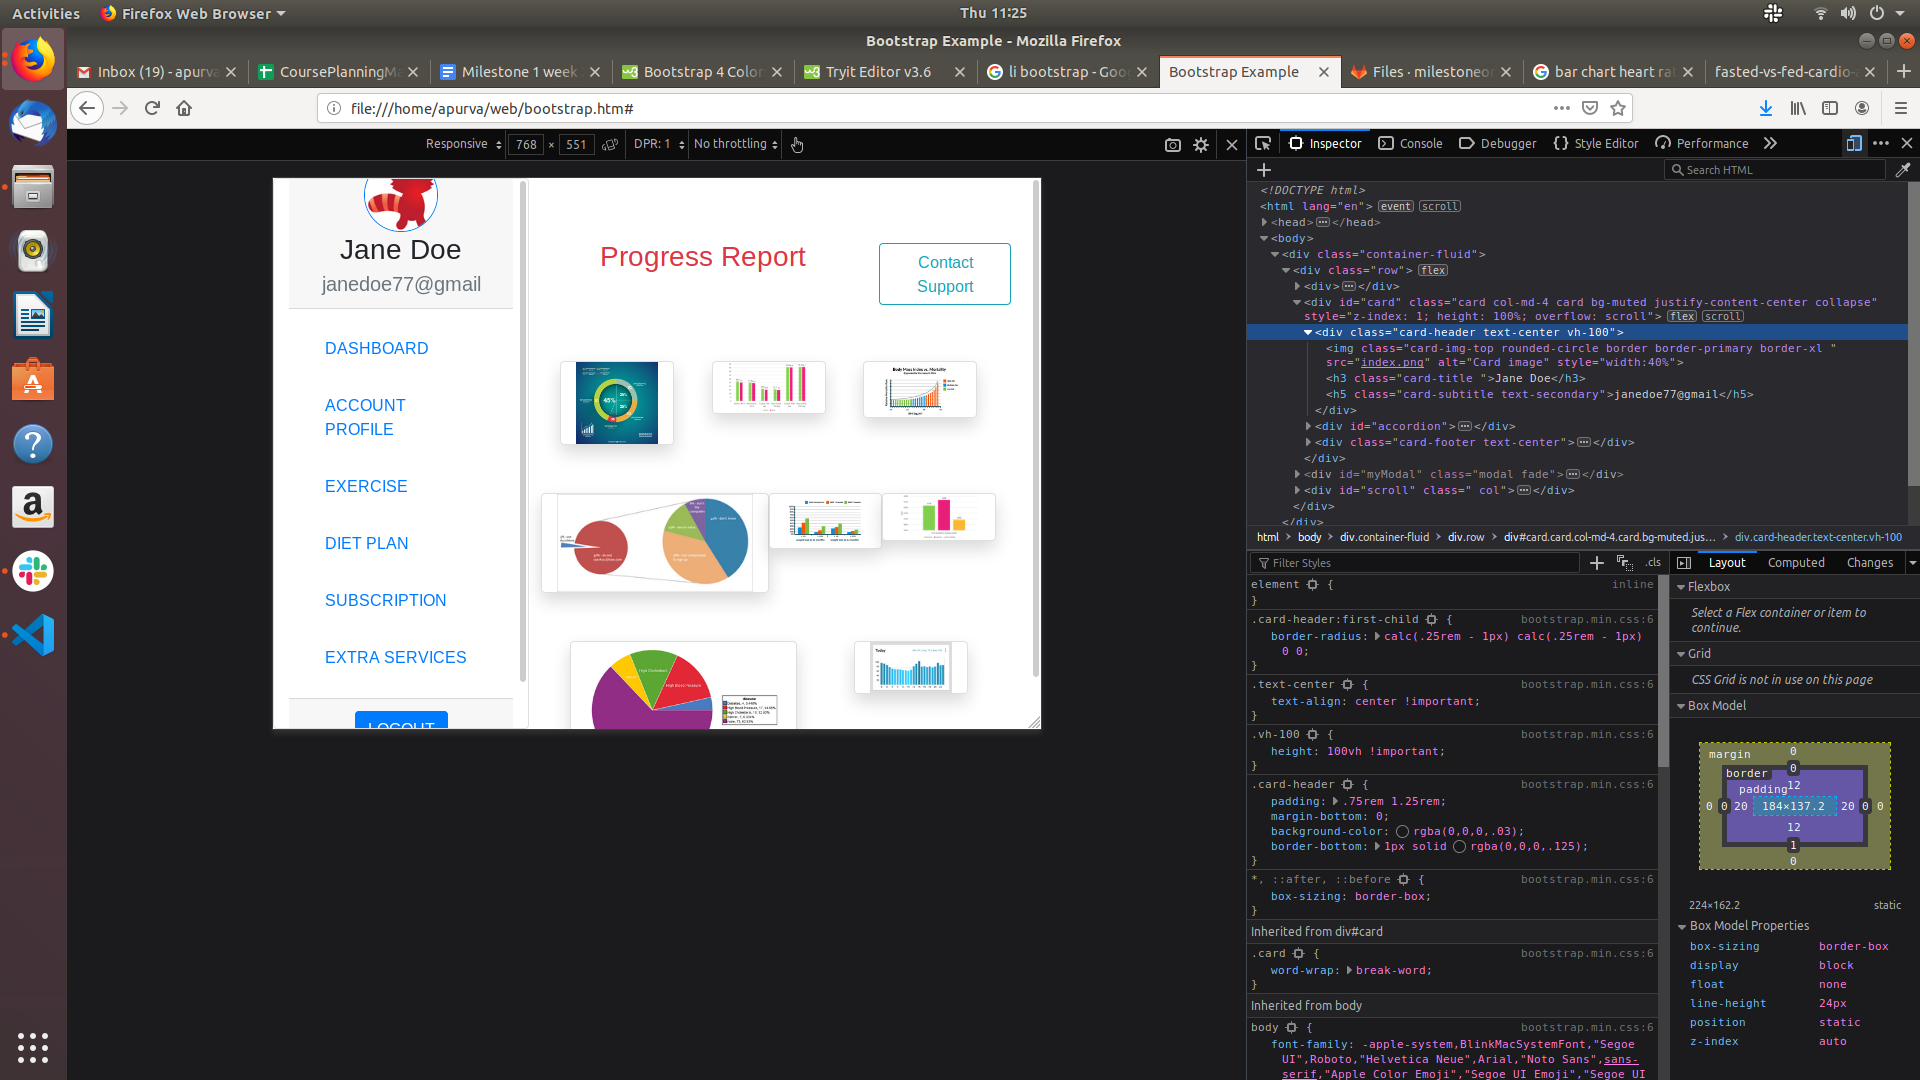 Activities
Firefox Web Browser
Thu 11:25
Bootstrap Example - Mozilla Firefox
Inbox (19) - apurva
CoursePlanningMa
Milestone 1 week
Bootstrap 4 Color
Tryit Editor v3.6
li bootstrap - Goo
Bootstrap Example
Files · milestoneor
bar chart heart rat
fasted-vs-fed-cardio-a
file:///home/apurva/web/bootstrap.htm#
Responsive
768 × 551
DPR: 1
No throttling
Jane Doe
janedoe77@gmail
DASHBOARD
ACCOUNT
PROFILE
EXERCISE
DIET PLAN
SUBSCRIPTION
EXTRA SERVICES
LOGOUT
Progress Report
Contact
Support
45%
Body Mass Index vs. Mortality
High Cholesterol
High Blood Pressure
Today
Inspector
Console
Debugger
Style Editor
Performance
Search HTML
<!DOCTYPE html>
<html lang="en"> event scroll
<head></head>
<body>
<div class="container-fluid">
<div class="row"> flex
<div></div>
<div id="card" class="card col-md-4 card bg-muted justify-content-center collapse"
style="z-index: 1; height: 100%; overflow: scroll"> flex scroll
<div class="card-header text-center vh-100">
<img class="card-img-top rounded-circle border border-primary border-xl "
src="index.png" alt="Card image" style="width:40%">
<h3 class="card-title ">Jane Doe</h3>
<h5 class="card-subtitle text-secondary">janedoe77@gmail</h5>
</div>
<div id="accordion"></div>
<div class="card-footer text-center"></div>
</div>
<div id="myModal" class="modal fade"></div>
<div id="scroll" class=" col"></div>
</div>
</div>
html > body > div.container-fluid > div.row > div#card.card.col-md-4.card.bg-muted.jus… > div.card-header.text-center.vh-100
Filter Styles
.cls
element {
inline
}
.card-header:first-child {
bootstrap.min.css:6
border-radius: calc(.25rem - 1px) calc(.25rem - 1px)
0 0;
}
.text-center {
bootstrap.min.css:6
text-align: center !important;
}
.vh-100 {
bootstrap.min.css:6
height: 100vh !important;
}
.card-header {
bootstrap.min.css:6
padding: .75rem 1.25rem;
margin-bottom: 0;
background-color: rgba(0,0,0,.03);
border-bottom: 1px solid rgba(0,0,0,.125);
}
*, ::after, ::before {
bootstrap.min.css:6
box-sizing: border-box;
}
Inherited from div#card
.card {
bootstrap.min.css:6
word-wrap: break-word;
}
Inherited from body
body {
bootstrap.min.css:6
font-family: -apple-system,BlinkMacSystemFont,"Segoe
UI",Roboto,"Helvetica Neue",Arial,"Noto Sans",sans-
serif,"Apple Color Emoji","Segoe UI Emoji","Segoe UI
Layout
Computed
Changes
Flexbox
Select a Flex container or item to
continue.
Grid
CSS Grid is not in use on this page
Box Model
margin
0
border
0
padding
12
0 0 20 184×137.2 20 0 0
12
1
0
224×162.2
static
Box Model Properties
box-sizing border-box
display block
float none
line-height 24px
position static
z-index auto